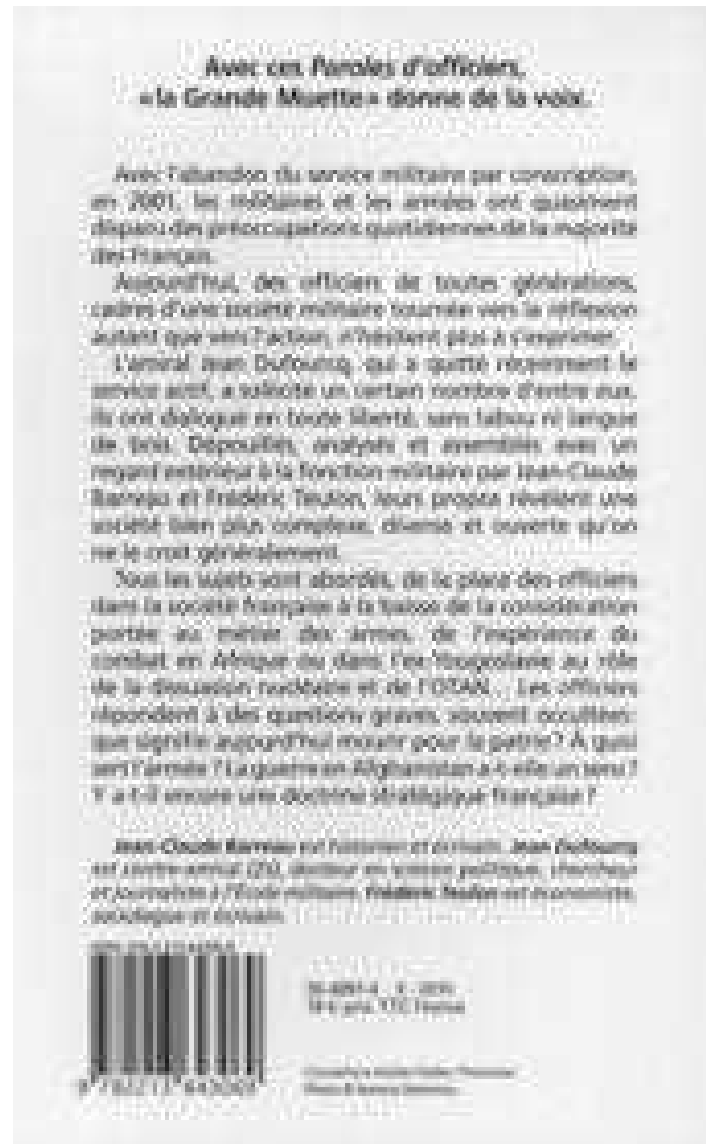 Avec ces Paroles d'officiers,
«la Grande Muette» donne de la voix.
Avec l'abandon du service militaire par conscription,
en 2001, les militaires et les armées ont quasiment
disparu des préoccupations quotidiennes de la majorité
des Français.
Aujourd'hui, des officiers de toutes générations,
cadres d'une société militaire tournée vers la réflexion
autant que vers l'action, n'hésitent plus à s'exprimer.
L'amiral Jean Dufourcq, qui a quitté récemment le
service actif, a sollicité un certain nombre d'entre eux.
Ils ont dialogué en toute liberté, sans tabou ni langue
de bois. Dépouillés, analysés et assemblés avec un
regard extérieur à la fonction militaire par Jean-Claude
Barreau et Frédéric Teulon, leurs propos révèlent une
société bien plus complexe, diverse et ouverte qu'on
ne le croit généralement.
Tous les sujets sont abordés, de la place des officiers
dans la société française à la baisse de la considération
portée au métier des armes, de l'expérience du
combat en Afrique ou dans l'ex-Yougoslavie au rôle
de la dissuasion nucléaire et de l'OTAN... Les officiers
répondent à des questions graves, souvent occultées:
que signifie aujourd'hui mourir pour la patrie? À quoi
sert l'armée? La guerre en Afghanistan a-t-elle un sens?
Y a-t-il encore une doctrine stratégique française?
Jean-Claude Barreau est historien et écrivain. Jean Dufourcq
est contre-amiral (2S), docteur en science politique, chercheur
et journaliste à l'École militaire. Frédéric Teulon est économiste,
sociologue et écrivain.